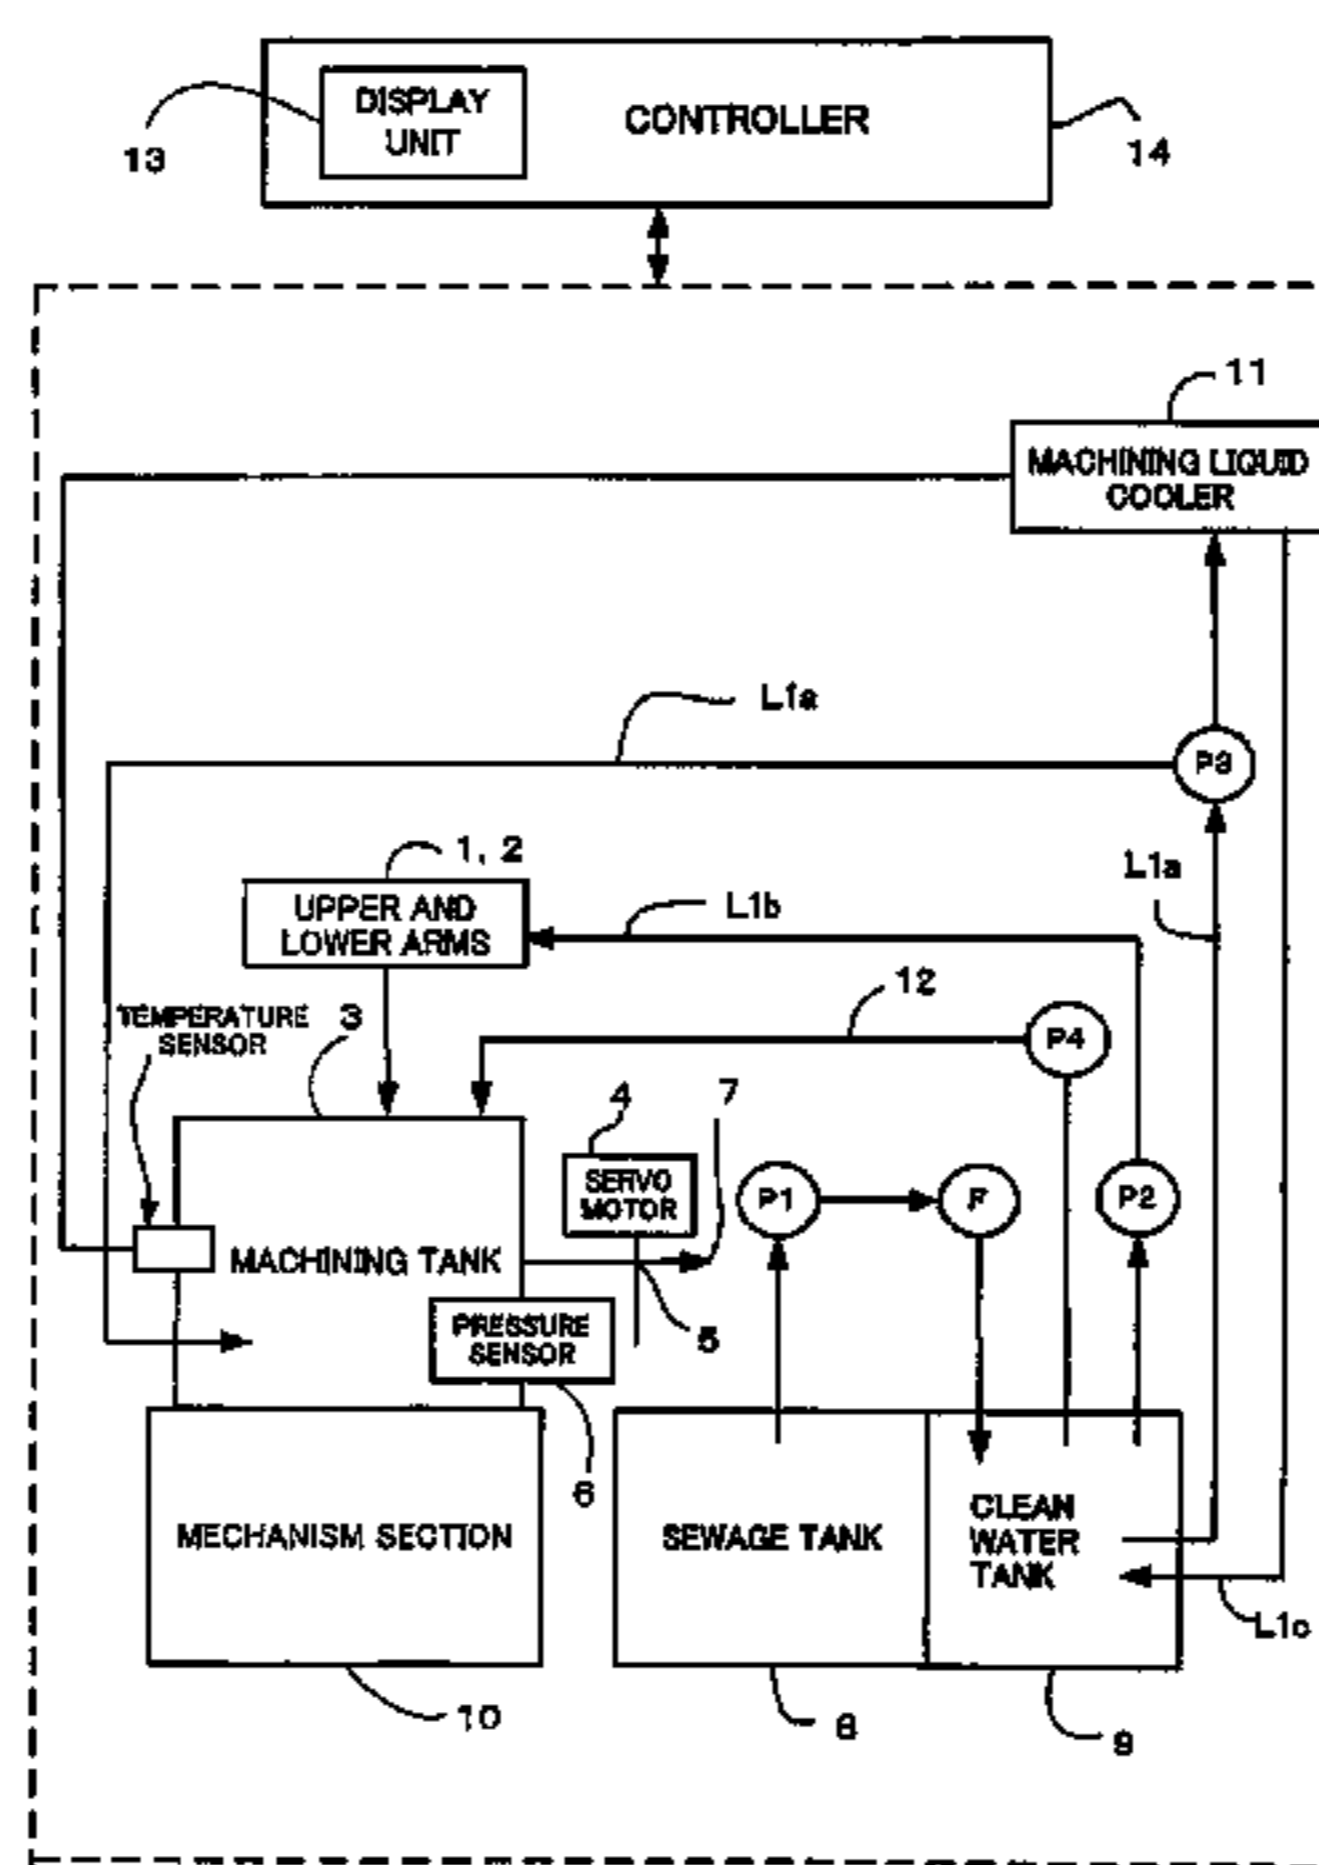 DISPLAY
UNIT
CONTROLLER
13
14
11
MACHINING LIQUID
COOLER
L1a
P3
1, 2
L1a
UPPER AND
LOWER ARMS
L1b
12
TEMPERATURE
SENSOR
3
P4
4
7
SERVO
MOTOR
P1
F
P2
MACHINING TANK
PRESSURE
SENSOR
5
6
MECHANISM SECTION
SEWAGE TANK
CLEAN
WATER
TANK
L1c
10
8
9